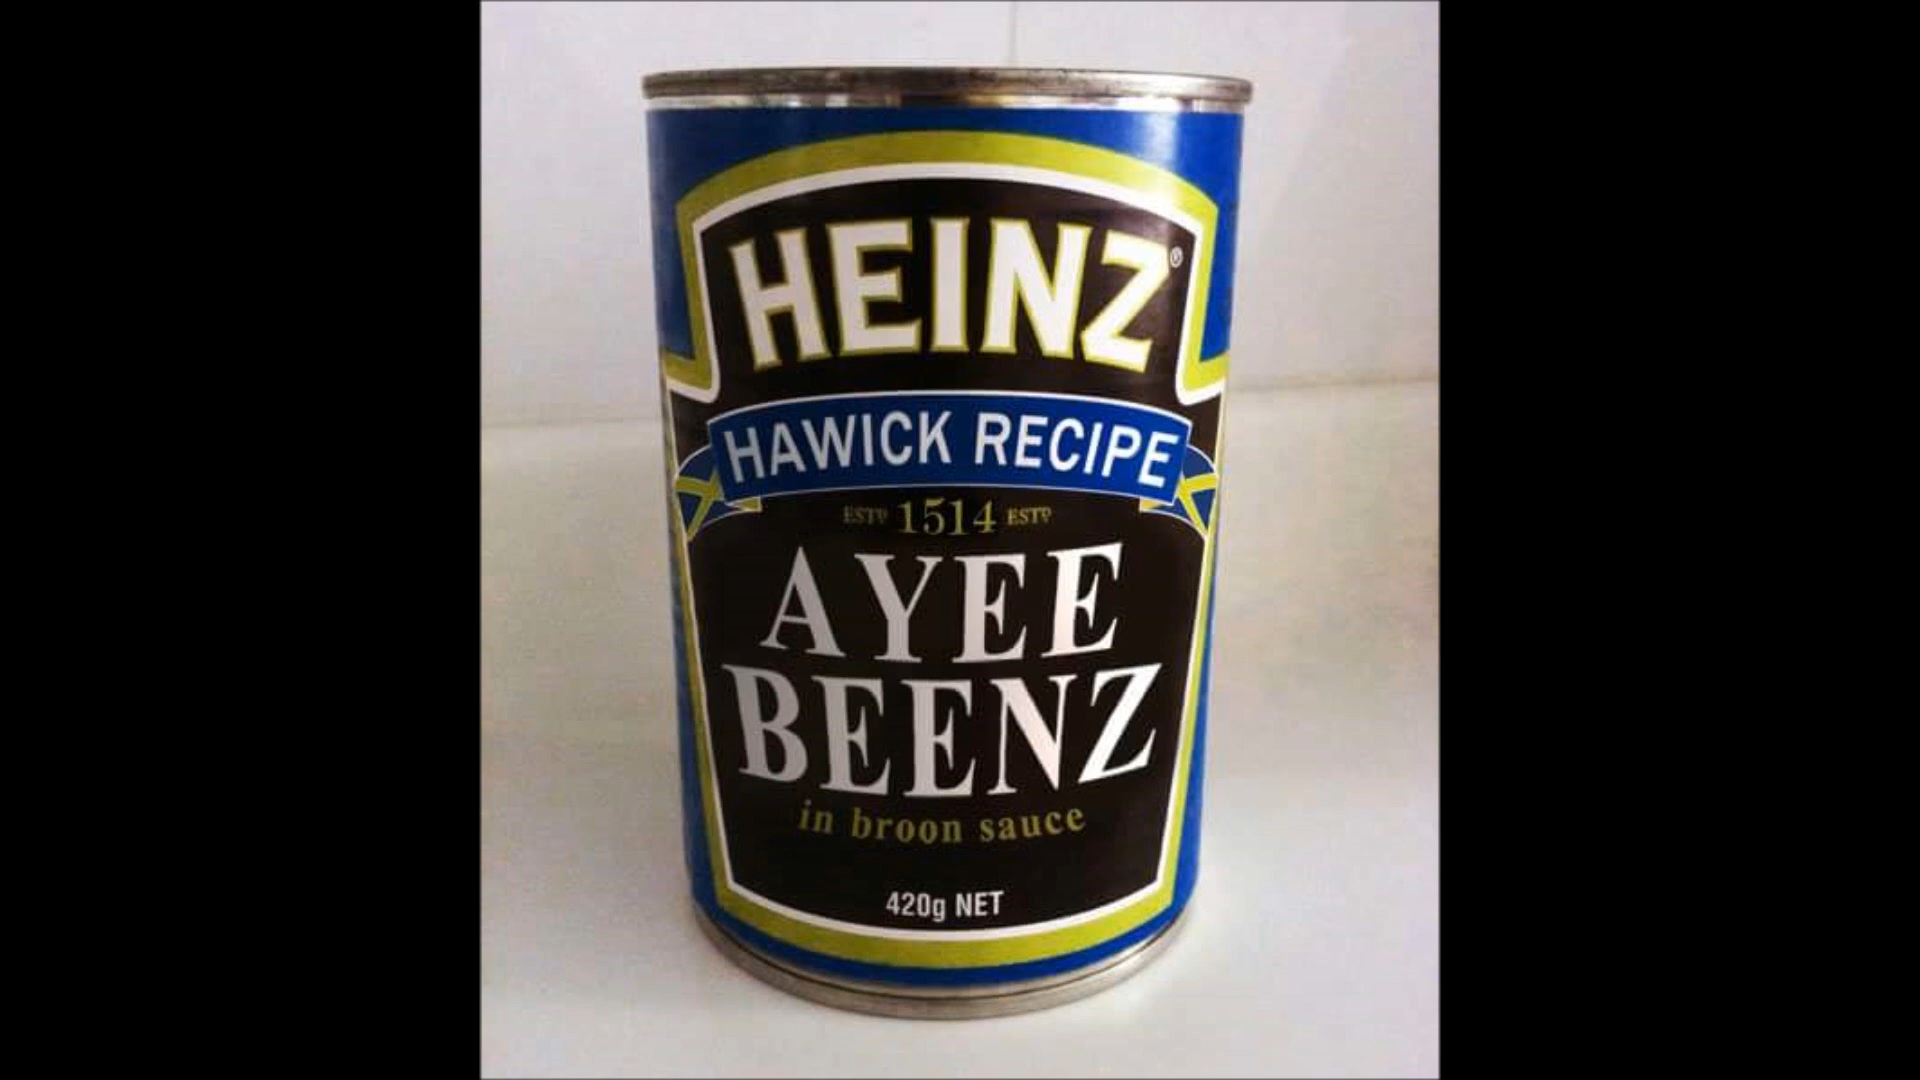 HEINZ®
HAWICK RECIPE
ESTD 1514 ESTD
AYEE
BEENZ
in broon sauce
420g NET